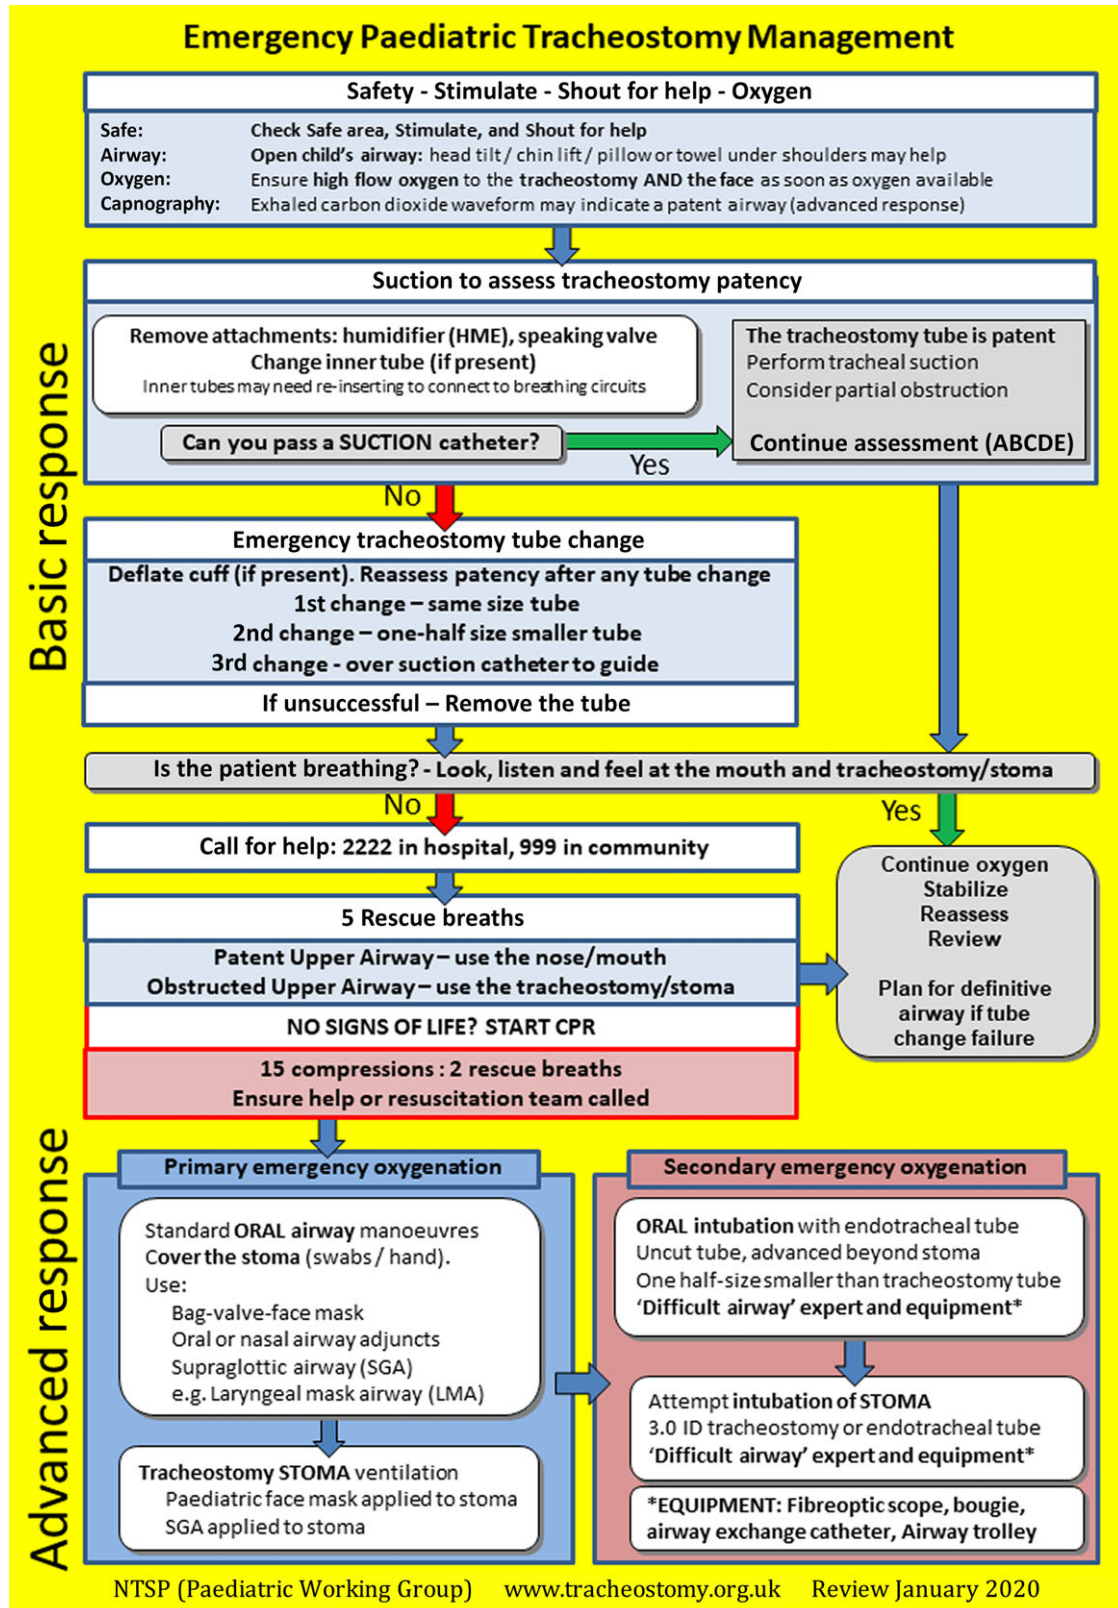 Emergency Paediatric Tracheostomy Management
Safety - Stimulate - Shout for help - Oxygen
Safe: Check Safe area, Stimulate, and Shout for help
Airway: Open child's airway: head tilt / chin lift / pillow or towel under shoulders may help
Oxygen: Ensure high flow oxygen to the tracheostomy AND the face as soon as oxygen available
Capnography: Exhaled carbon dioxide waveform may indicate a patent airway (advanced response)
Basic response
Suction to assess tracheostomy patency
Remove attachments: humidifier (HME), speaking valve
Change inner tube (if present)
Inner tubes may need re-inserting to connect to breathing circuits
Can you pass a SUCTION catheter?
Yes
The tracheostomy tube is patent
Perform tracheal suction
Consider partial obstruction
Continue assessment (ABCDE)
No
Emergency tracheostomy tube change
Deflate cuff (if present). Reassess patency after any tube change
1st change – same size tube
2nd change – one-half size smaller tube
3rd change - over suction catheter to guide
If unsuccessful – Remove the tube
Is the patient breathing? - Look, listen and feel at the mouth and tracheostomy/stoma
No
Yes
Call for help: 2222 in hospital, 999 in community
5 Rescue breaths
Patent Upper Airway – use the nose/mouth
Obstructed Upper Airway – use the tracheostomy/stoma
NO SIGNS OF LIFE? START CPR
15 compressions : 2 rescue breaths
Ensure help or resuscitation team called
Continue oxygen
Stabilize
Reassess
Review
Plan for definitive
airway if tube
change failure
Advanced response
Primary emergency oxygenation
Standard ORAL airway manoeuvres
Cover the stoma (swabs / hand).
Use:
Bag-valve-face mask
Oral or nasal airway adjuncts
Supraglottic airway (SGA)
e.g. Laryngeal mask airway (LMA)
Tracheostomy STOMA ventilation
Paediatric face mask applied to stoma
SGA applied to stoma
Secondary emergency oxygenation
ORAL intubation with endotracheal tube
Uncut tube, advanced beyond stoma
One half-size smaller than tracheostomy tube
'Difficult airway' expert and equipment*
Attempt intubation of STOMA
3.0 ID tracheostomy or endotracheal tube
'Difficult airway' expert and equipment*
*EQUIPMENT: Fibreoptic scope, bougie,
airway exchange catheter, Airway trolley
NTSP (Paediatric Working Group) www.tracheostomy.org.uk Review January 2020